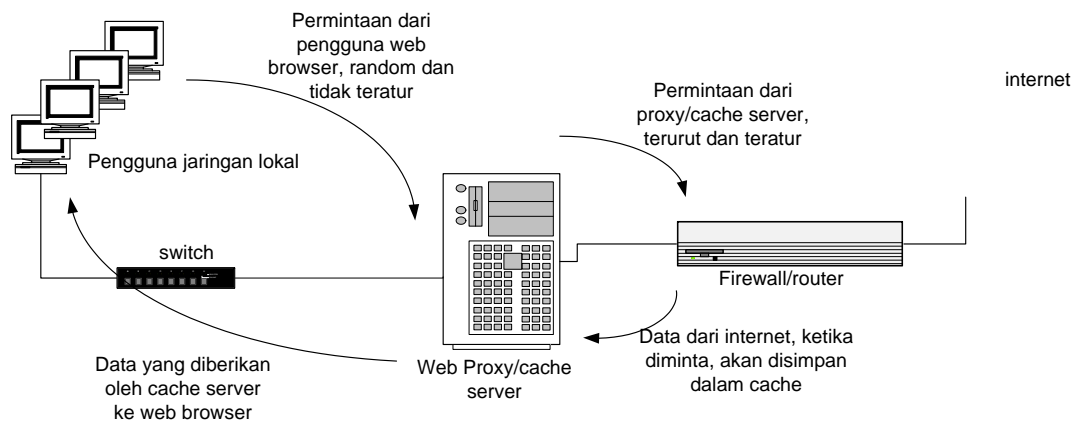 Permintaan dari
pengguna web
browser, random dan
tidak teratur
internet
Permintaan dari
proxy/cache server,
terurut dan teratur
Pengguna jaringan lokal
switch
Firewall/router
Data dari internet, ketika
diminta, akan disimpan
dalam cache
Web Proxy/cache
server
Data yang diberikan
oleh cache server
ke web browser